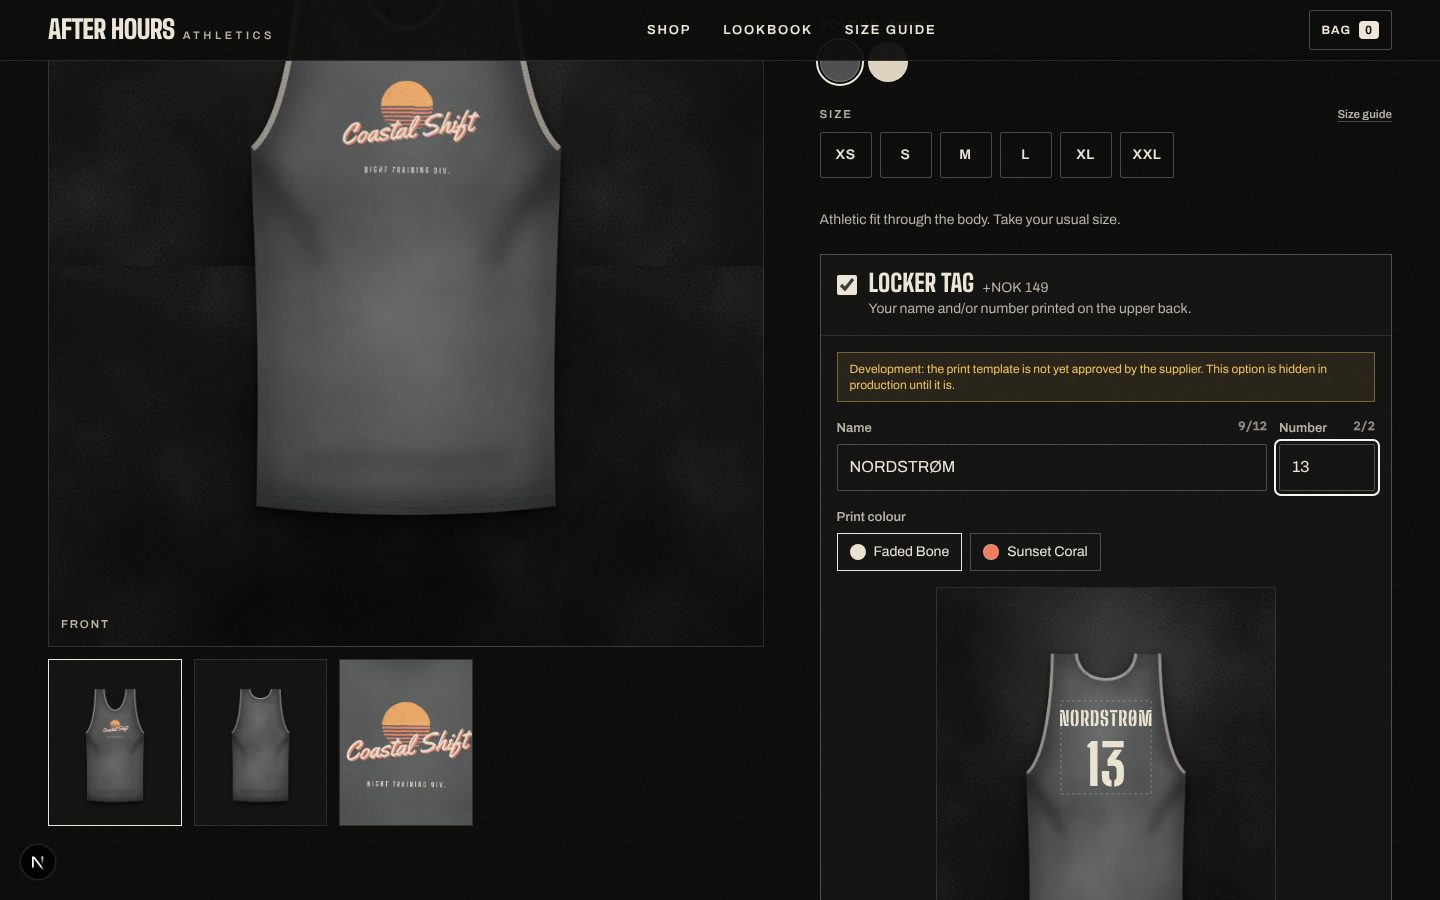 AFTER HOURS ATHLETICS
SHOP
LOOKBOOK
SIZE GUIDE
BAG 0
Coastal Shift
NIGHT TRAINING DIV.
FRONT
Coastal Shift
Coastal Shift
NIGHT TRAINING DIV.
N
SIZE
Size guide
XS
S
M
L
XL
XXL
Athletic fit through the body. Take your usual size.
LOCKER TAG +NOK 149
Your name and/or number printed on the upper back.
Development: the print template is not yet approved by the supplier. This option is hidden in
production until it is.
Name 9/12
Number 2/2
NORDSTRØM
13
Print colour
Faded Bone
Sunset Coral
NORDSTRØM
13